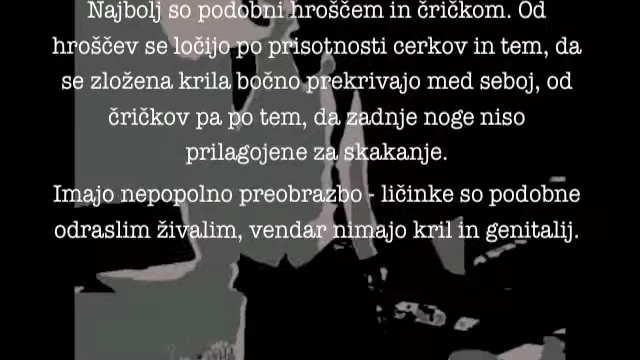 Najbolj so podobni hroščem in čričkom. Od
hroščev se ločijo po prisotnosti cerkov in tem, da
se zložena krila bočno prekrivajo med seboj, od
čričkov pa po tem, da zadnje noge niso
prilagojene za skakanje.
Imajo nepopolno preobrazbo - ličinke so podobne
odraslim živalim, vendar nimajo kril in genitalij.